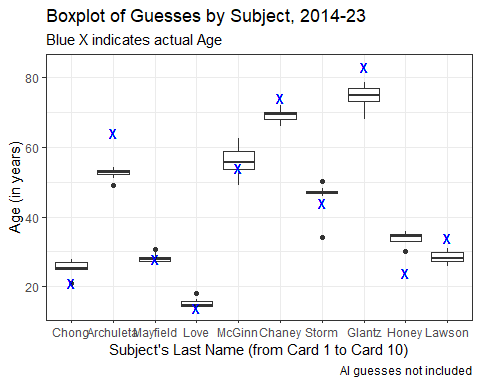 Boxplot of Guesses by Subject, 2014-23
Blue X indicates actual Age
Age (in years)
80
60
40
20
X X X X X X X X X X
Chong Archuleta Mayfield Love McGinn Chaney Storm Glantz Honey Lawson
Subject's Last Name (from Card 1 to Card 10)
AI guesses not included